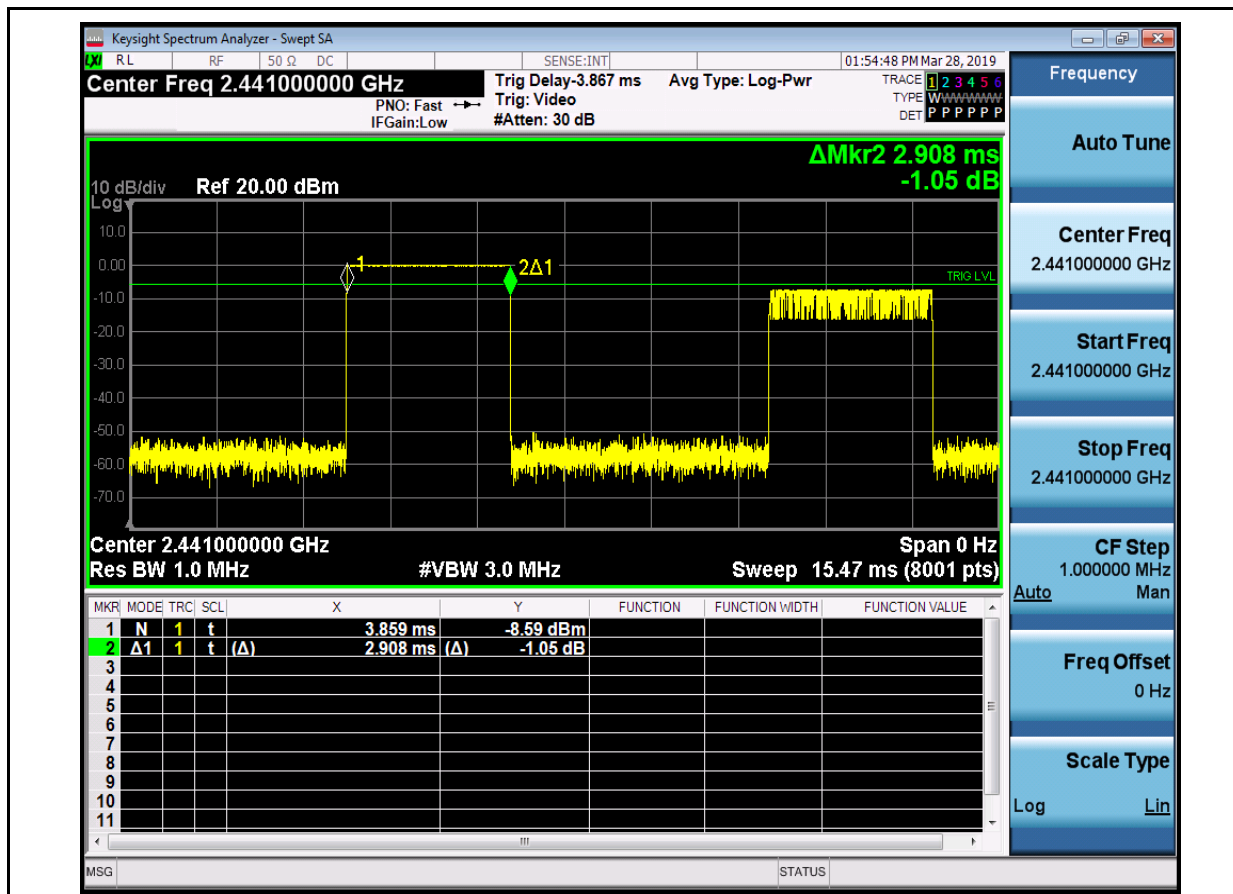 Keysight Spectrum Analyzer - Swept SA
LXI RL RF 50 Ω DC SENSE:INT 01:54:48 PM Mar 28, 2019
Center Freq 2.441000000 GHz
PNO: Fast
IFGain:Low
Trig Delay-3.867 ms
Trig: Video
#Atten: 30 dB
Avg Type: Log-Pwr
TRACE 1 2 3 4 5 6
TYPE WWWWWW
DET P P P P P P
ΔMkr2 2.908 ms
-1.05 dB
10 dB/div Ref 20.00 dBm
Log
10.0
0.00
-10.0
-20.0
-30.0
-40.0
-50.0
-60.0
-70.0
1
2Δ1
TRIG LVL
Center 2.441000000 GHz Span 0 Hz
Res BW 1.0 MHz #VBW 3.0 MHz Sweep 15.47 ms (8001 pts)
MKR MODE TRC SCL X Y FUNCTION FUNCTION WIDTH FUNCTION VALUE
1 N 1 t 3.859 ms -8.59 dBm
2 Δ1 1 t (Δ) 2.908 ms (Δ) -1.05 dB
3
4
5
6
7
8
9
10
11
MSG STATUS
Frequency
Auto Tune
Center Freq
2.441000000 GHz
Start Freq
2.441000000 GHz
Stop Freq
2.441000000 GHz
CF Step
1.000000 MHz
Auto Man
Freq Offset
0 Hz
Scale Type
Log Lin